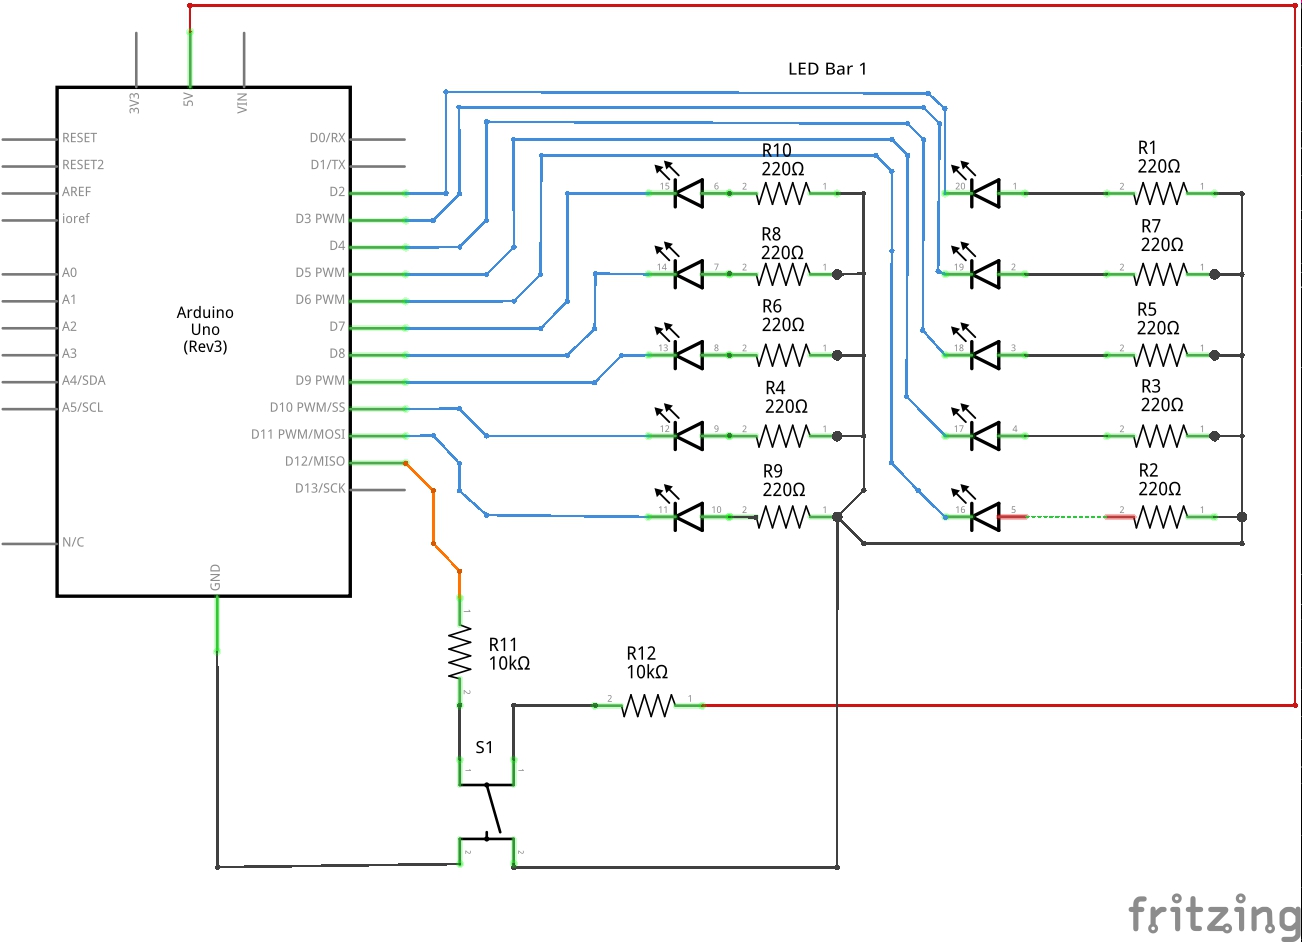 LED Bar 1
3V3
5V
VIN
RESET
RESET2
AREF
ioref
A0
A1
A2
A3
A4/SDA
A5/SCL
N/C
Arduino
Uno
(Rev3)
GND
D0/RX
D1/TX
D2
D3 PWM
D4
D5 PWM
D6 PWM
D7
D8
D9 PWM
D10 PWM/SS
D11 PWM/MOSI
D12/MISO
D13/SCK
R10
220Ω
15 6 2 1
R8
220Ω
14 7 2 1
R6
220Ω
13 8 2 1
R4
220Ω
12 9 2 1
R9
220Ω
11 10 2 1
R1
220Ω
20 1 2 1
R7
220Ω
19 2 2 1
R5
220Ω
18 3 2 1
R3
220Ω
17 4 2 1
R2
220Ω
16 5 2 1
1
R11
10kΩ
2
R12
10kΩ
2 1
S1
1 1
2 2
fritzing